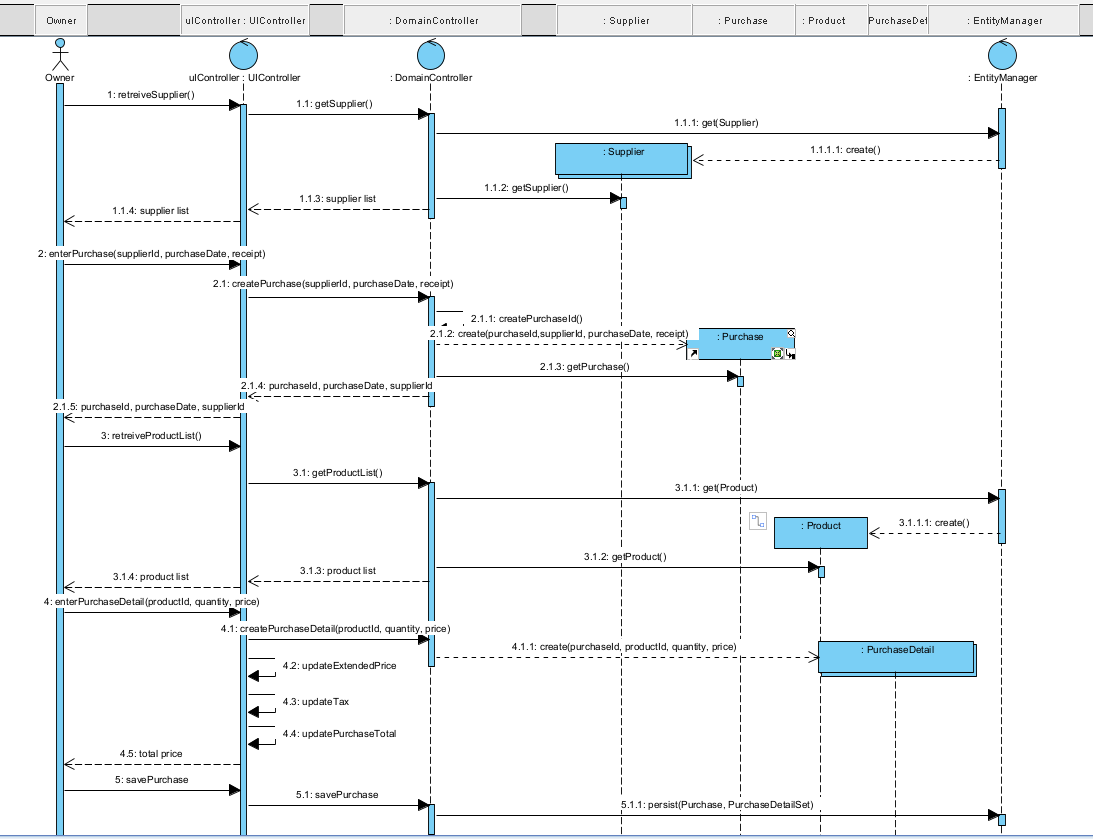 Owner
uIController : UIController
: DomainController
: Supplier
: Purchase
: Product
PurchaseDet
: EntityManager
Owner
uIController : UIController
: DomainController
: EntityManager
1: retreiveSupplier()
1.1: getSupplier()
1.1.1: get(Supplier)
: Supplier
1.1.1.1: create()
1.1.2: getSupplier()
1.1.3: supplier list
1.1.4: supplier list
2: enterPurchase(supplierId, purchaseDate, receipt)
2.1: createPurchase(supplierId, purchaseDate, receipt)
2.1.1: createPurchaseId()
2.1.2: create(purchaseId,supplierId, purchaseDate, receipt)
: Purchase
2.1.3: getPurchase()
2.1.4: purchaseId, purchaseDate, supplierId
2.1.5: purchaseId, purchaseDate, supplierId
3: retreiveProductList()
3.1: getProductList()
3.1.1: get(Product)
: Product
3.1.1.1: create()
3.1.2: getProduct()
3.1.3: product list
3.1.4: product list
4: enterPurchaseDetail(productId, quantity, price)
4.1: createPurchaseDetail(productId, quantity, price)
4.1.1: create(purchaseId, productId, quantity, price)
: PurchaseDetail
4.2: updateExtendedPrice
4.3: updateTax
4.4: updatePurchaseTotal
4.5: total price
5: savePurchase
5.1: savePurchase
5.1.1: persist(Purchase, PurchaseDetailSet)